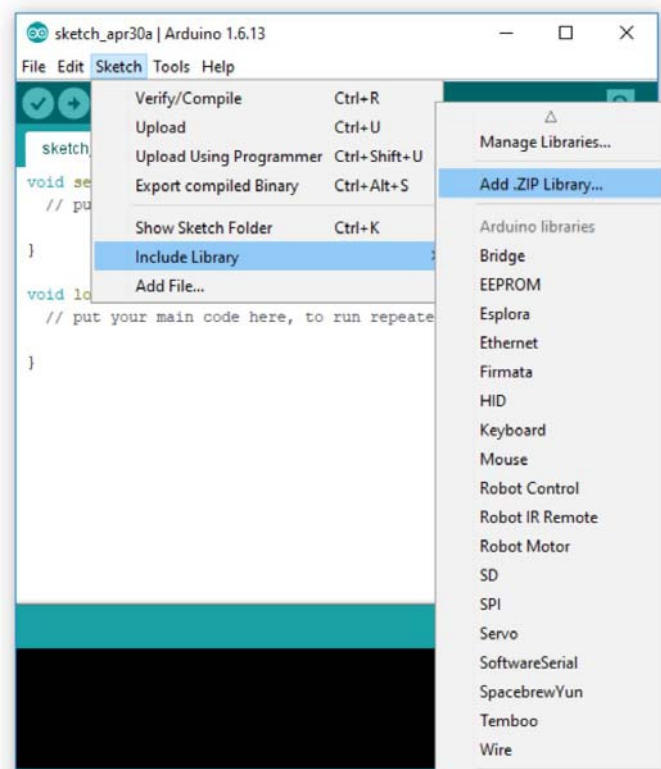 sketch_apr30a | Arduino 1.6.13
File Edit Sketch Tools Help
Verify/Compile Ctrl+R
Upload Ctrl+U
Upload Using Programmer Ctrl+Shift+U
Export compiled Binary Ctrl+Alt+S
Show Sketch Folder Ctrl+K
Include Library
Add File...
sketch_
void se
// pu
}
void lo
// put your main code here, to run repeate
}
Manage Libraries...
Add .ZIP Library...
Arduino libraries
Bridge
EEPROM
Esplora
Ethernet
Firmata
HID
Keyboard
Mouse
Robot Control
Robot IR Remote
Robot Motor
SD
SPI
Servo
SoftwareSerial
SpacebrewYun
Temboo
Wire